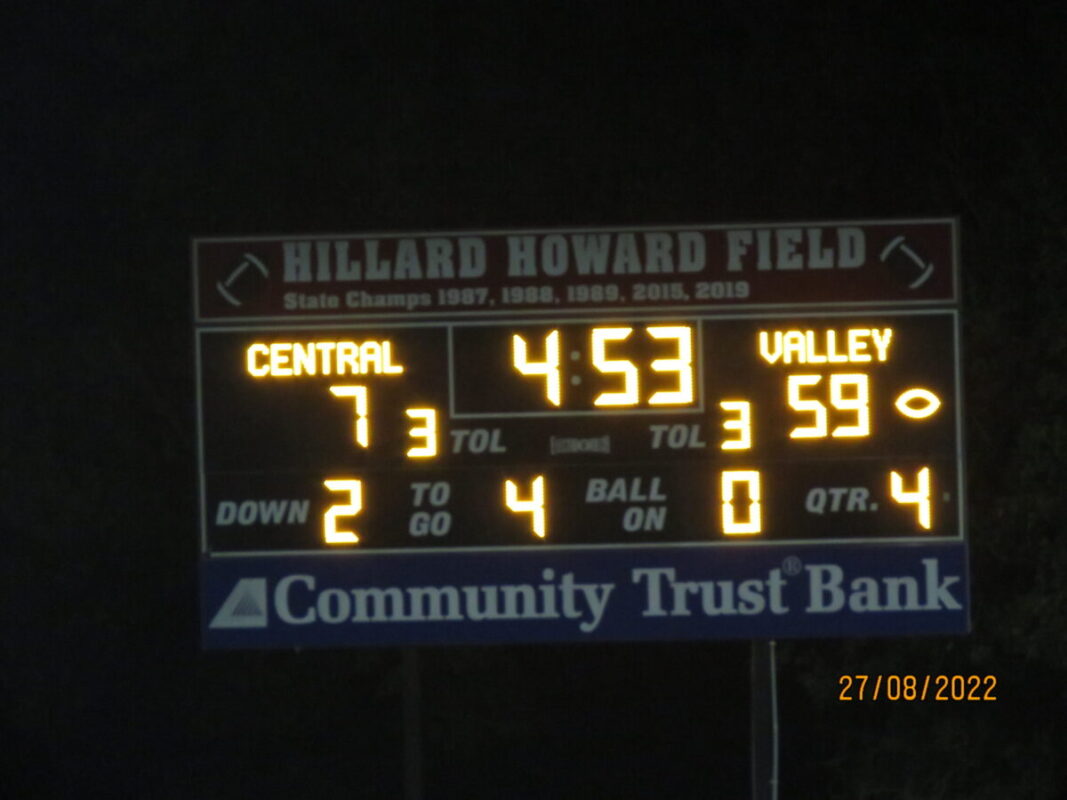 HILLARD HOWARD FIELD
State Champs 1987, 1988, 1989, 2015, 2019
CENTRAL 4:53 VALLEY
7 3 TOL TOL 3 59
DOWN 2 TO GO 4 BALL ON 0 QTR. 4
Community Trust® Bank
27/08/2022